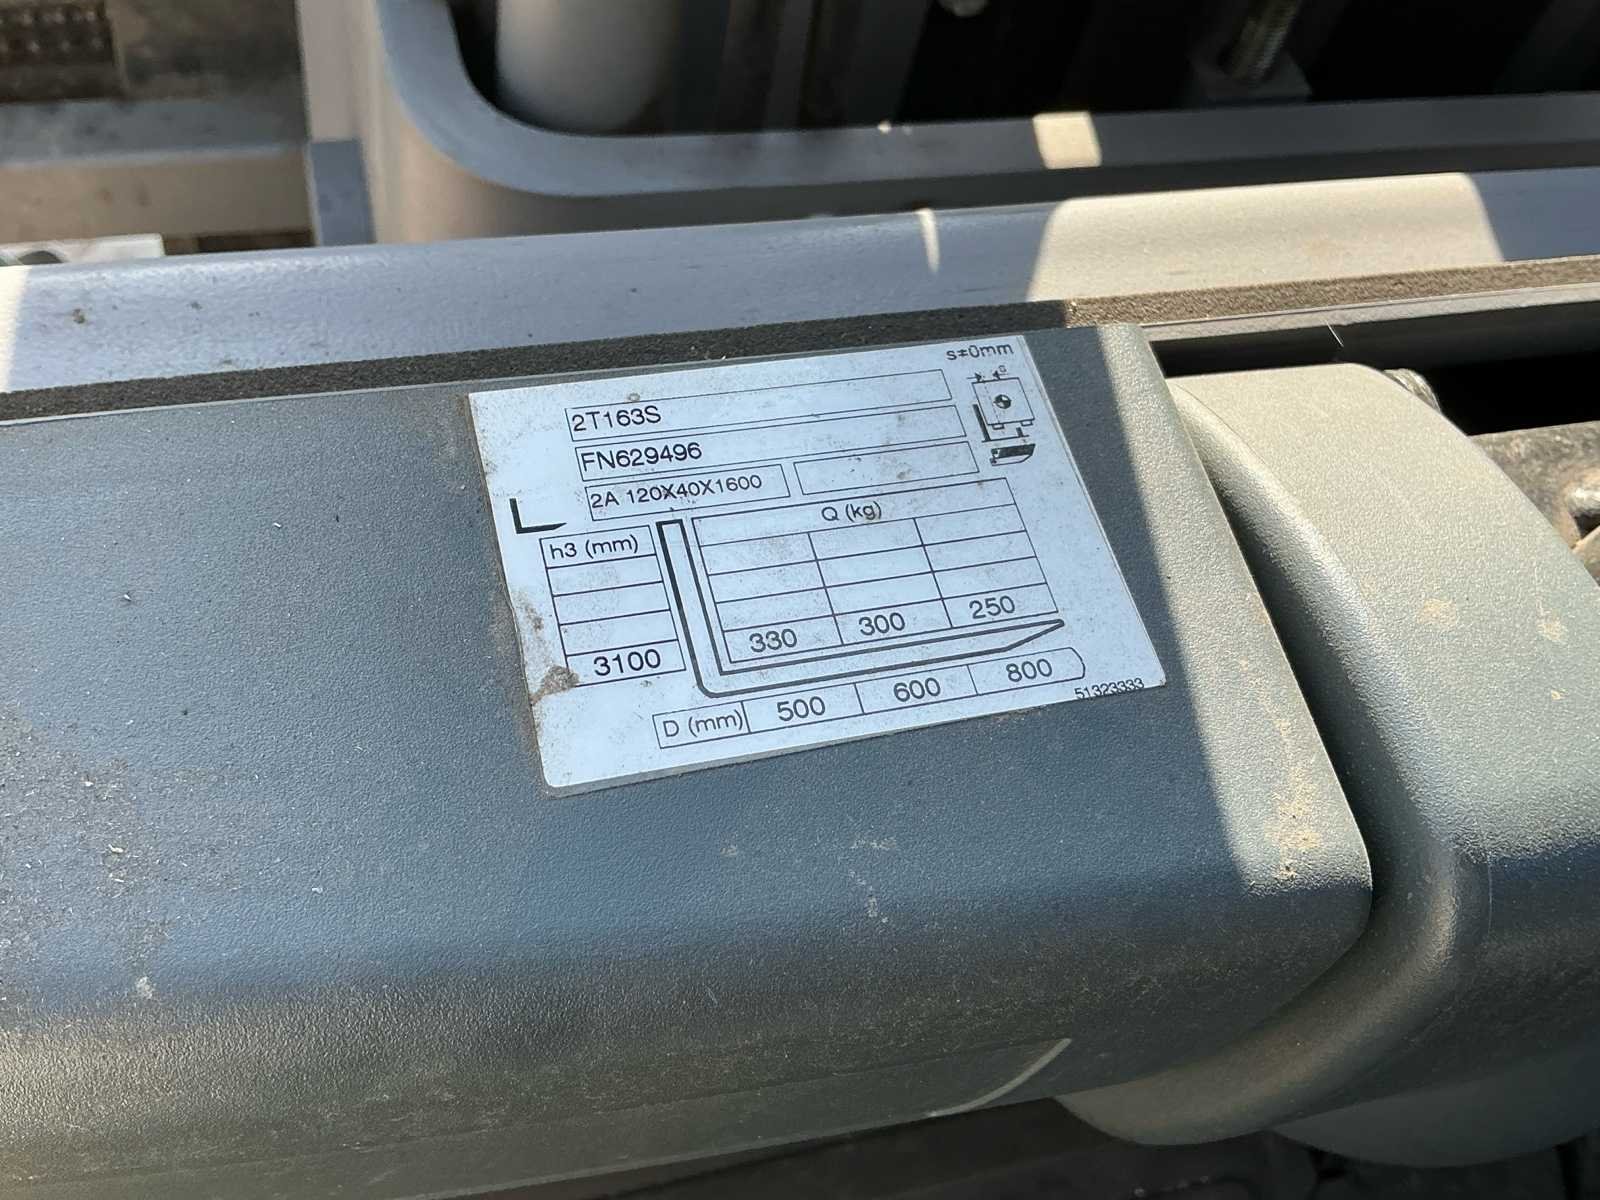 s±0mm
s
2T163S
FN629496
2A 120X40X1600
h3 (mm)
Q (kg)
3100
330 300 250
D (mm) 500 600 800
51323333